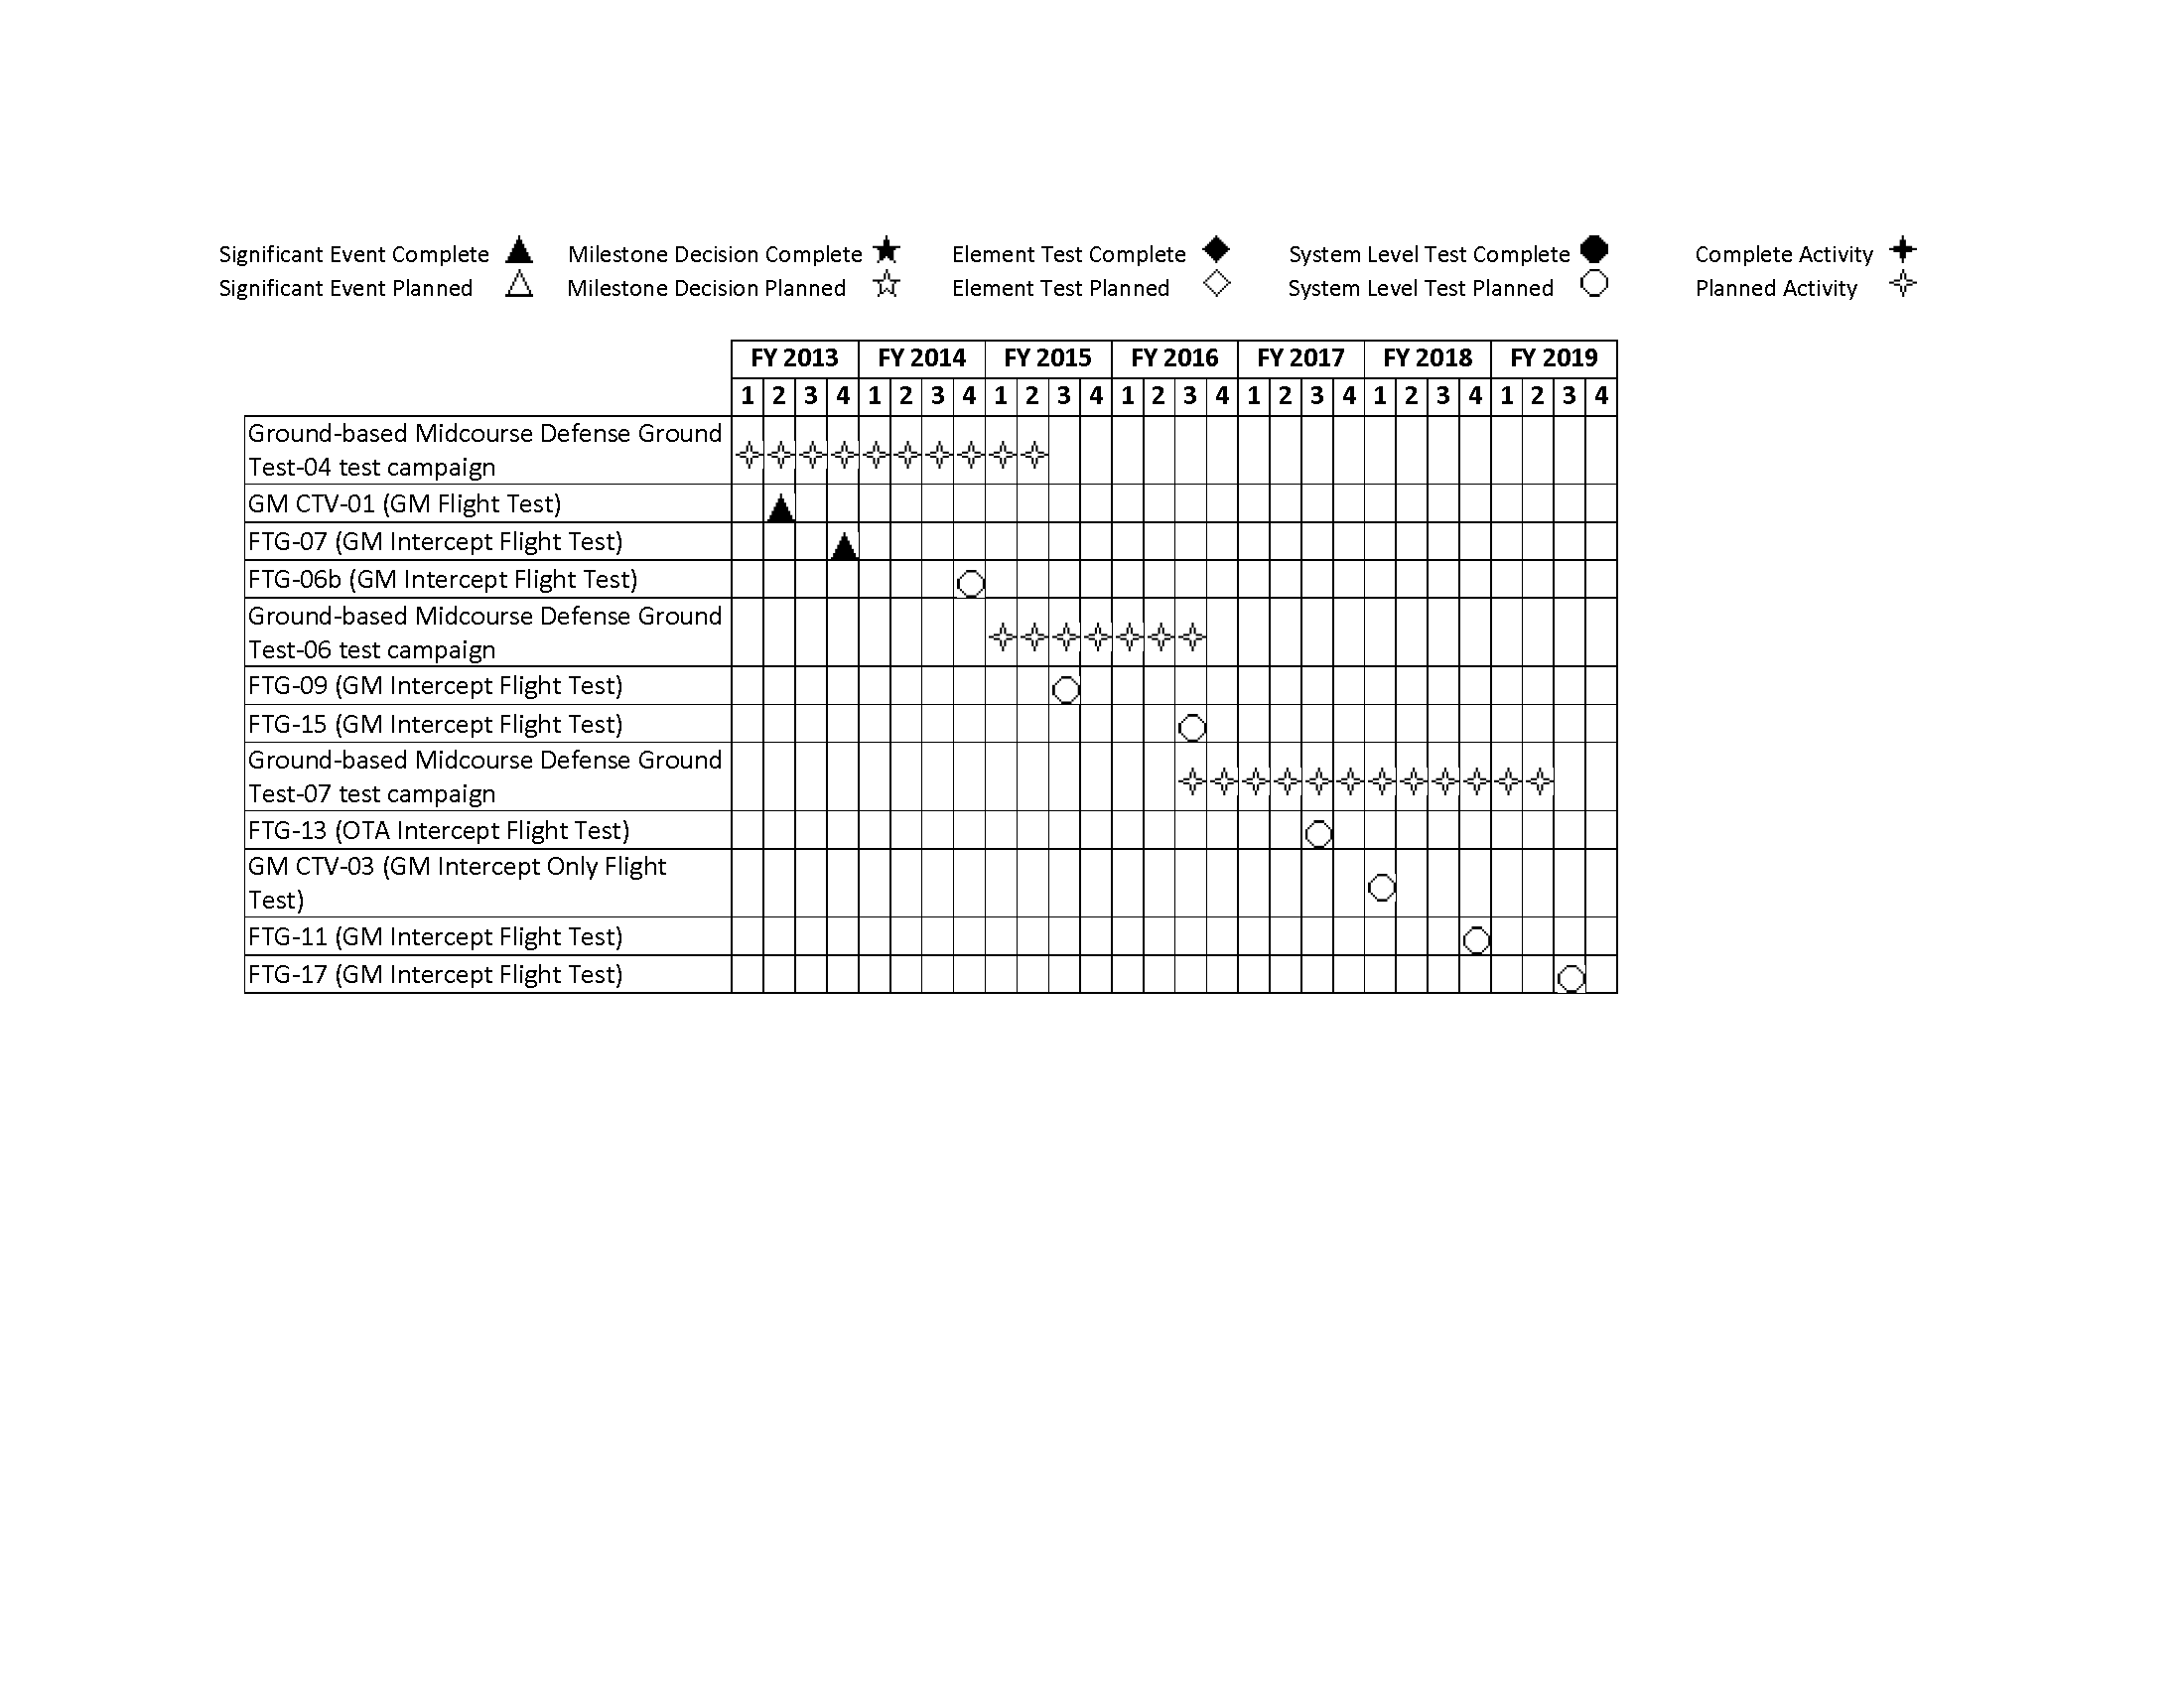 Significant Event Complete Milestone Decision Complete Element Test Complete System Level Test Complete Complete Activity
Significant Event Planned Milestone Decision Planned Element Test Planned System Level Test Planned Planned Activity
FY 2013 FY 2014 FY 2015 FY 2016 FY 2017 FY 2018 FY 2019
1 2 3 4 1 2 3 4 1 2 3 4 1 2 3 4 1 2 3 4 1 2 3 4 1 2 3 4
Ground-based Midcourse Defense Ground
Test-04 test campaign
GM CTV-01 (GM Flight Test)
FTG-07 (GM Intercept Flight Test)
FTG-06b (GM Intercept Flight Test)
Ground-based Midcourse Defense Ground
Test-06 test campaign
FTG-09 (GM Intercept Flight Test)
FTG-15 (GM Intercept Flight Test)
Ground-based Midcourse Defense Ground
Test-07 test campaign
FTG-13 (OTA Intercept Flight Test)
GM CTV-03 (GM Intercept Only Flight
Test)
FTG-11 (GM Intercept Flight Test)
FTG-17 (GM Intercept Flight Test)